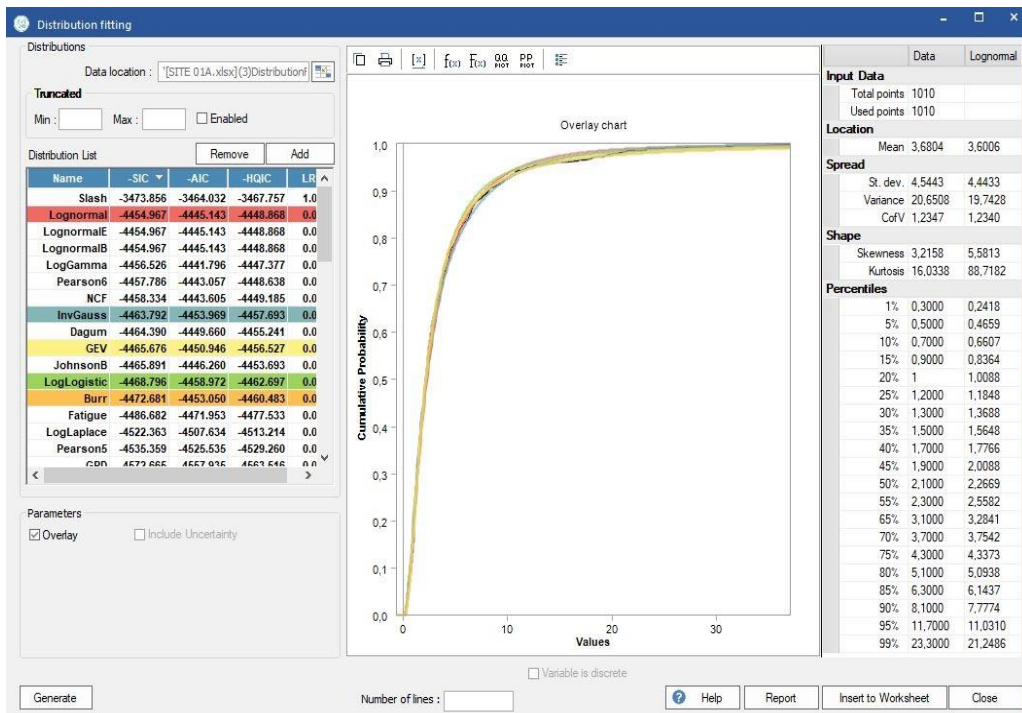 Distribution fitting
Distributions
Data location : '[SITE 01A.xlsx](3)Distribution
Truncated
Min : Max : Enabled
Distribution List Remove Add
Name -SIC -AIC -HQIC LR
Slash -3473.856 -3464.032 -3467.757 1.0
Lognormal -4454.967 -4445.143 -4448.868 0.0
LognormalE -4454.967 -4445.143 -4448.868 0.0
LognormalB -4454.967 -4445.143 -4448.868 0.0
LogGamma -4456.526 -4441.796 -4447.377 0.0
Pearson6 -4457.786 -4443.057 -4448.638 0.0
NCF -4458.334 -4443.605 -4449.185 0.0
InvGauss -4463.792 -4453.969 -4457.693 0.0
Dagum -4464.390 -4449.660 -4455.241 0.0
GEV -4465.676 -4450.946 -4456.527 0.0
JohnsonB -4465.891 -4446.260 -4453.693 0.0
LogLogistic -4468.796 -4458.972 -4462.697 0.0
Burr -4472.681 -4453.050 -4460.483 0.0
Fatigue -4486.682 -4471.953 -4477.533 0.0
LogLaplace -4522.363 -4507.634 -4513.214 0.0
Pearson5 -4535.359 -4525.535 -4529.260 0.0
GPD -4572.665 -4557.935 -4563.516 0.0
Parameters
Overlay Include Uncertainty
Generate
[x] f(x) F(x) QQ PLOT PP PLOT
Overlay chart
Cumulative Probability
1,0
0,9
0,8
0,7
0,6
0,5
0,4
0,3
0,2
0,1
0,0
0 10 20 30
Values
Variable is discrete
Number of lines :
Help Report Insert to Worksheet Close
Data Lognormal
Input Data
Total points 1010
Used points 1010
Location
Mean 3,6804 3,6006
Spread
St. dev. 4,5443 4,4433
Variance 20,6508 19,7428
CofV 1,2347 1,2340
Shape
Skewness 3,2158 5,5813
Kurtosis 16,0338 88,7182
Percentiles
1% 0,3000 0,2418
5% 0,5000 0,4659
10% 0,7000 0,6607
15% 0,9000 0,8364
20% 1 1,0088
25% 1,2000 1,1848
30% 1,3000 1,3688
35% 1,5000 1,5648
40% 1,7000 1,7766
45% 1,9000 2,0088
50% 2,1000 2,2669
55% 2,3000 2,5582
65% 3,1000 3,2841
70% 3,7000 3,7542
75% 4,3000 4,3373
80% 5,1000 5,0938
85% 6,3000 6,1437
90% 8,1000 7,7774
95% 11,7000 11,0310
99% 23,3000 21,2486